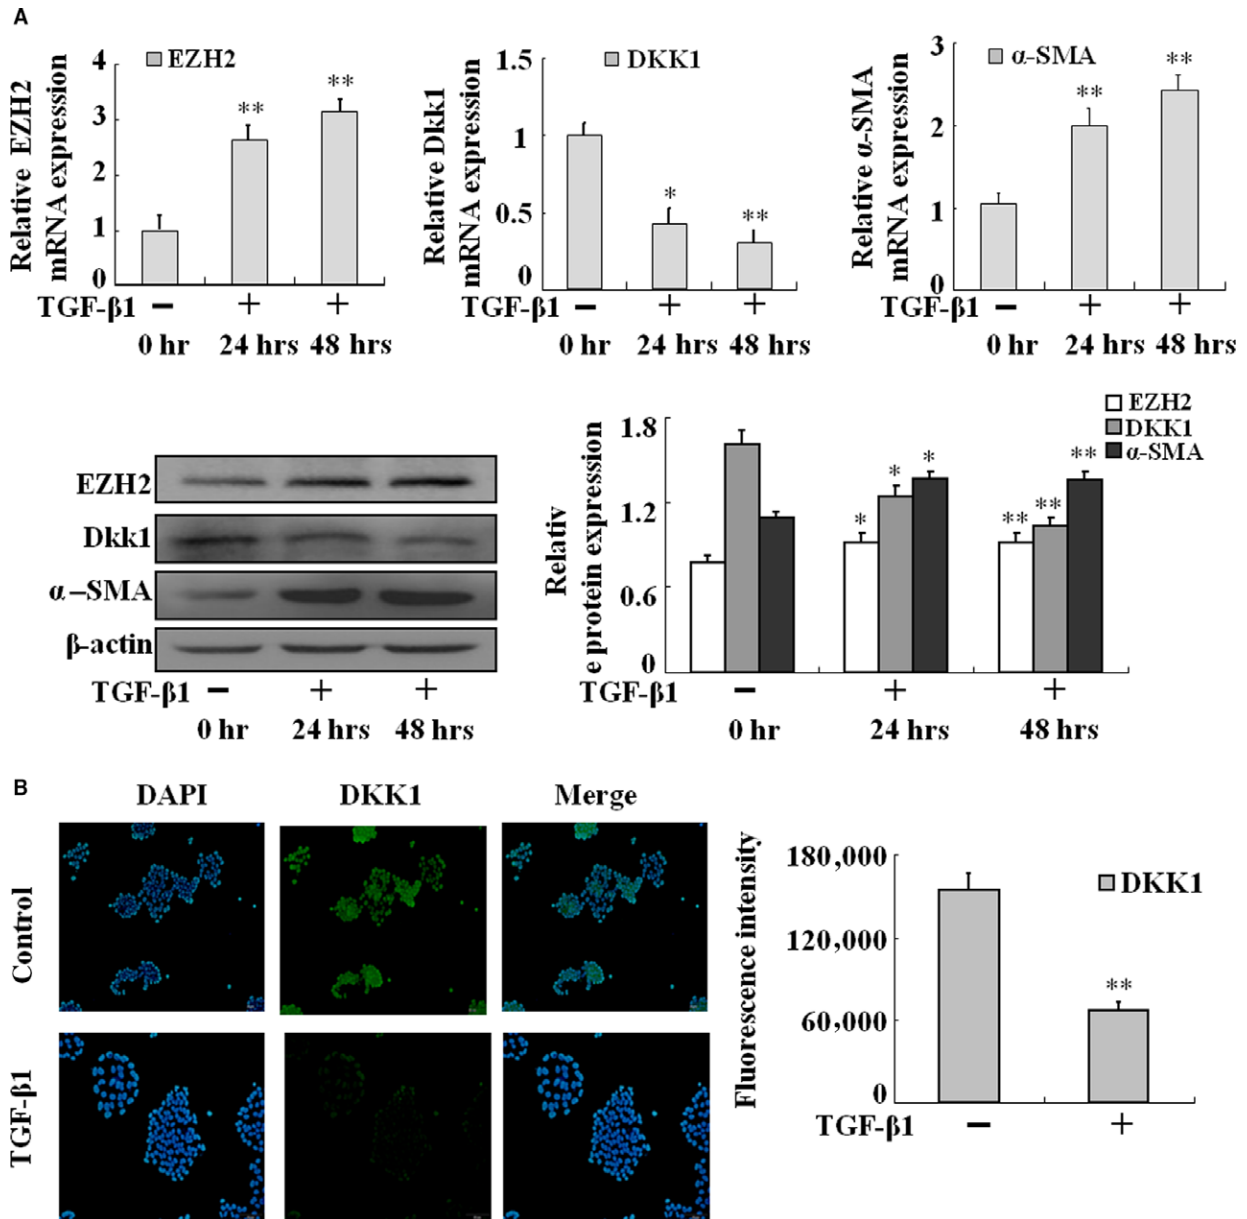 A
Relative EZH2
mRNA expression
4
3
2
1
0
EZH2
**
**
TGF-β1
− + +
0 hr 24 hrs 48 hrs
Relative Dkk1
mRNA expression
1.5
1
0.5
0
DKK1
*
**
TGF-β1
− + +
0 hr 24 hrs 48 hrs
Relative α-SMA
mRNA expression
3
2
1
0
α-SMA
**
**
TGF-β1
− + +
0 hr 24 hrs 48 hrs
EZH2
Dkk1
α–SMA
β-actin
TGF-β1
− + +
0 hr 24 hrs 48 hrs
Relativ
e protein expression
1.8
1.2
0.6
0
EZH2
DKK1
α-SMA
* * *
** ** **
TGF-β1
− + +
0 hr 24 hrs 48 hrs
B
DAPI DKK1 Merge
Control
TGF-β1
Fluorescence intensity
180,000
120,000
60,000
0
DKK1
**
TGF-β1
− +